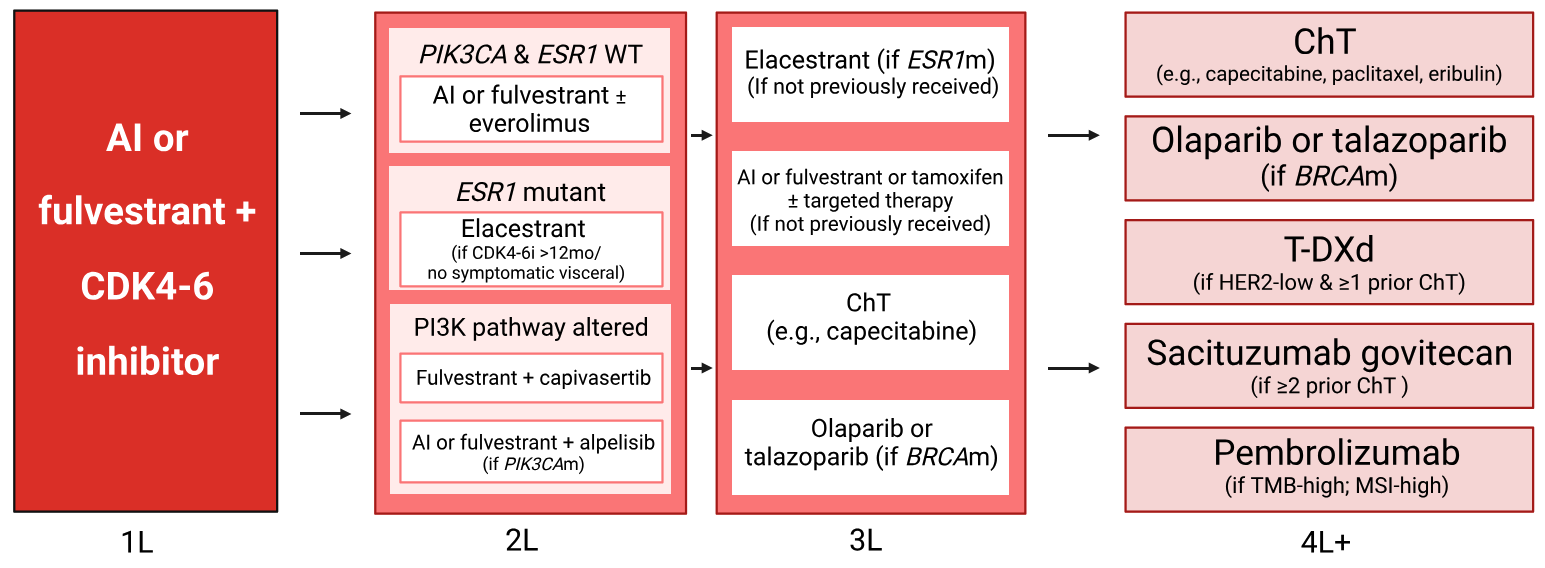 AI or
fulvestrant +
CDK4-6
inhibitor
1L
PIK3CA & ESR1 WT
AI or fulvestrant ±
everolimus
ESR1 mutant
Elacestrant
(if CDK4-6i >12mo/
no symptomatic visceral)
PI3K pathway altered
Fulvestrant + capivasertib
AI or fulvestrant + alpelisib
(if PIK3CAm)
2L
Elacestrant (if ESR1m)
(If not previously received)
AI or fulvestrant or tamoxifen
± targeted therapy
(If not previously received)
ChT
(e.g., capecitabine)
Olaparib or
talazoparib (if BRCAm)
3L
ChT
(e.g., capecitabine, paclitaxel, eribulin)
Olaparib or talazoparib
(if BRCAm)
T-DXd
(if HER2-low & ≥1 prior ChT)
Sacituzumab govitecan
(if ≥2 prior ChT )
Pembrolizumab
(if TMB-high; MSI-high)
4L+